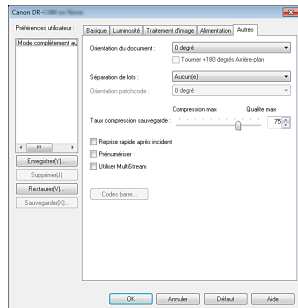 Canon DR-
Préférences utilisateur :
Mode complètement au
Enregistrer(Y)...
Supprimer(U)
Restaurer(V)...
Sauvegarder(X)...
Basique Luminosité Traitement d'image Alimentation Autres
Orientation du document : 0 degré
Tourner +180 degrés Arrière-plan
Séparation de lots : Aucun(e)
Orientation patchcode : 0 degré
Compression max Qualité max
Taux compression sauvegarde : 75
Reprise rapide après incident
Prénumériser
Utiliser MultiStream
Codes barre...
OK Annuler Défaut Aide